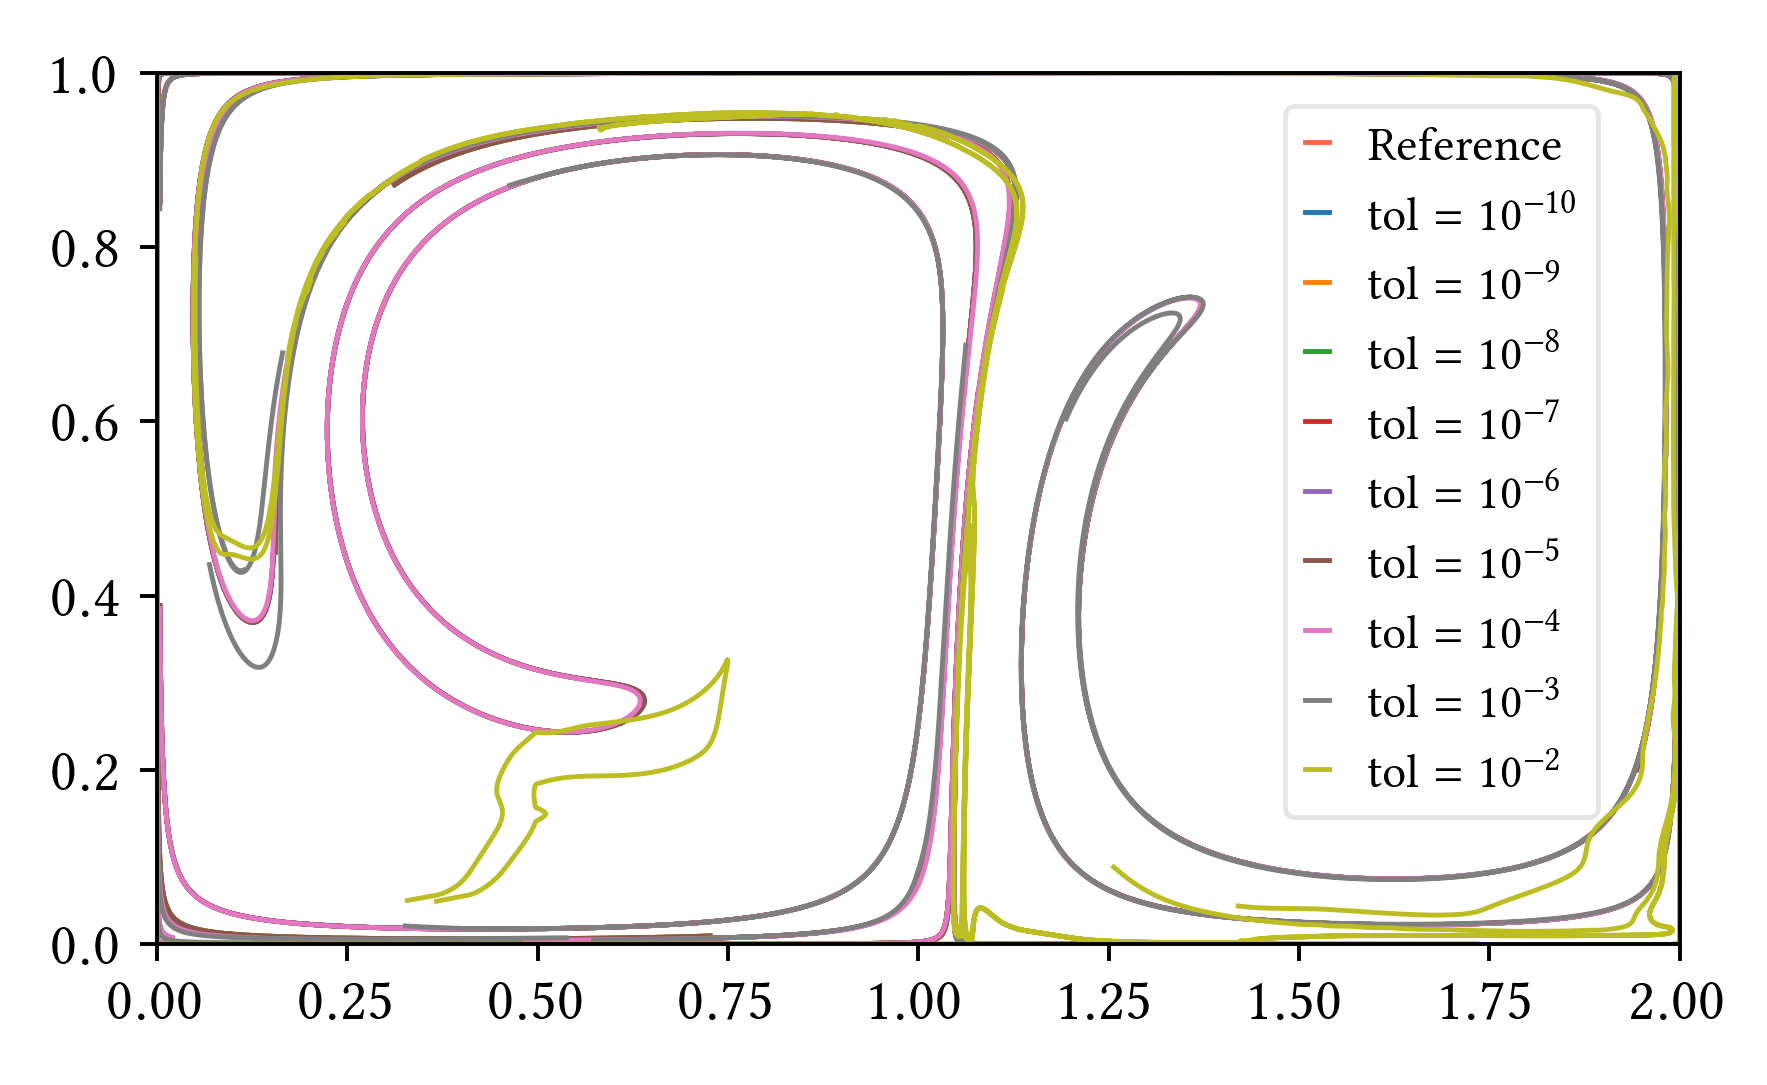 1.0
0.8
0.6
0.4
0.2
0.0
0.00 0.25 0.50 0.75 1.00 1.25 1.50 1.75 2.00
Reference
tol = 10⁻¹⁰
tol = 10⁻⁹
tol = 10⁻⁸
tol = 10⁻⁷
tol = 10⁻⁶
tol = 10⁻⁵
tol = 10⁻⁴
tol = 10⁻³
tol = 10⁻²